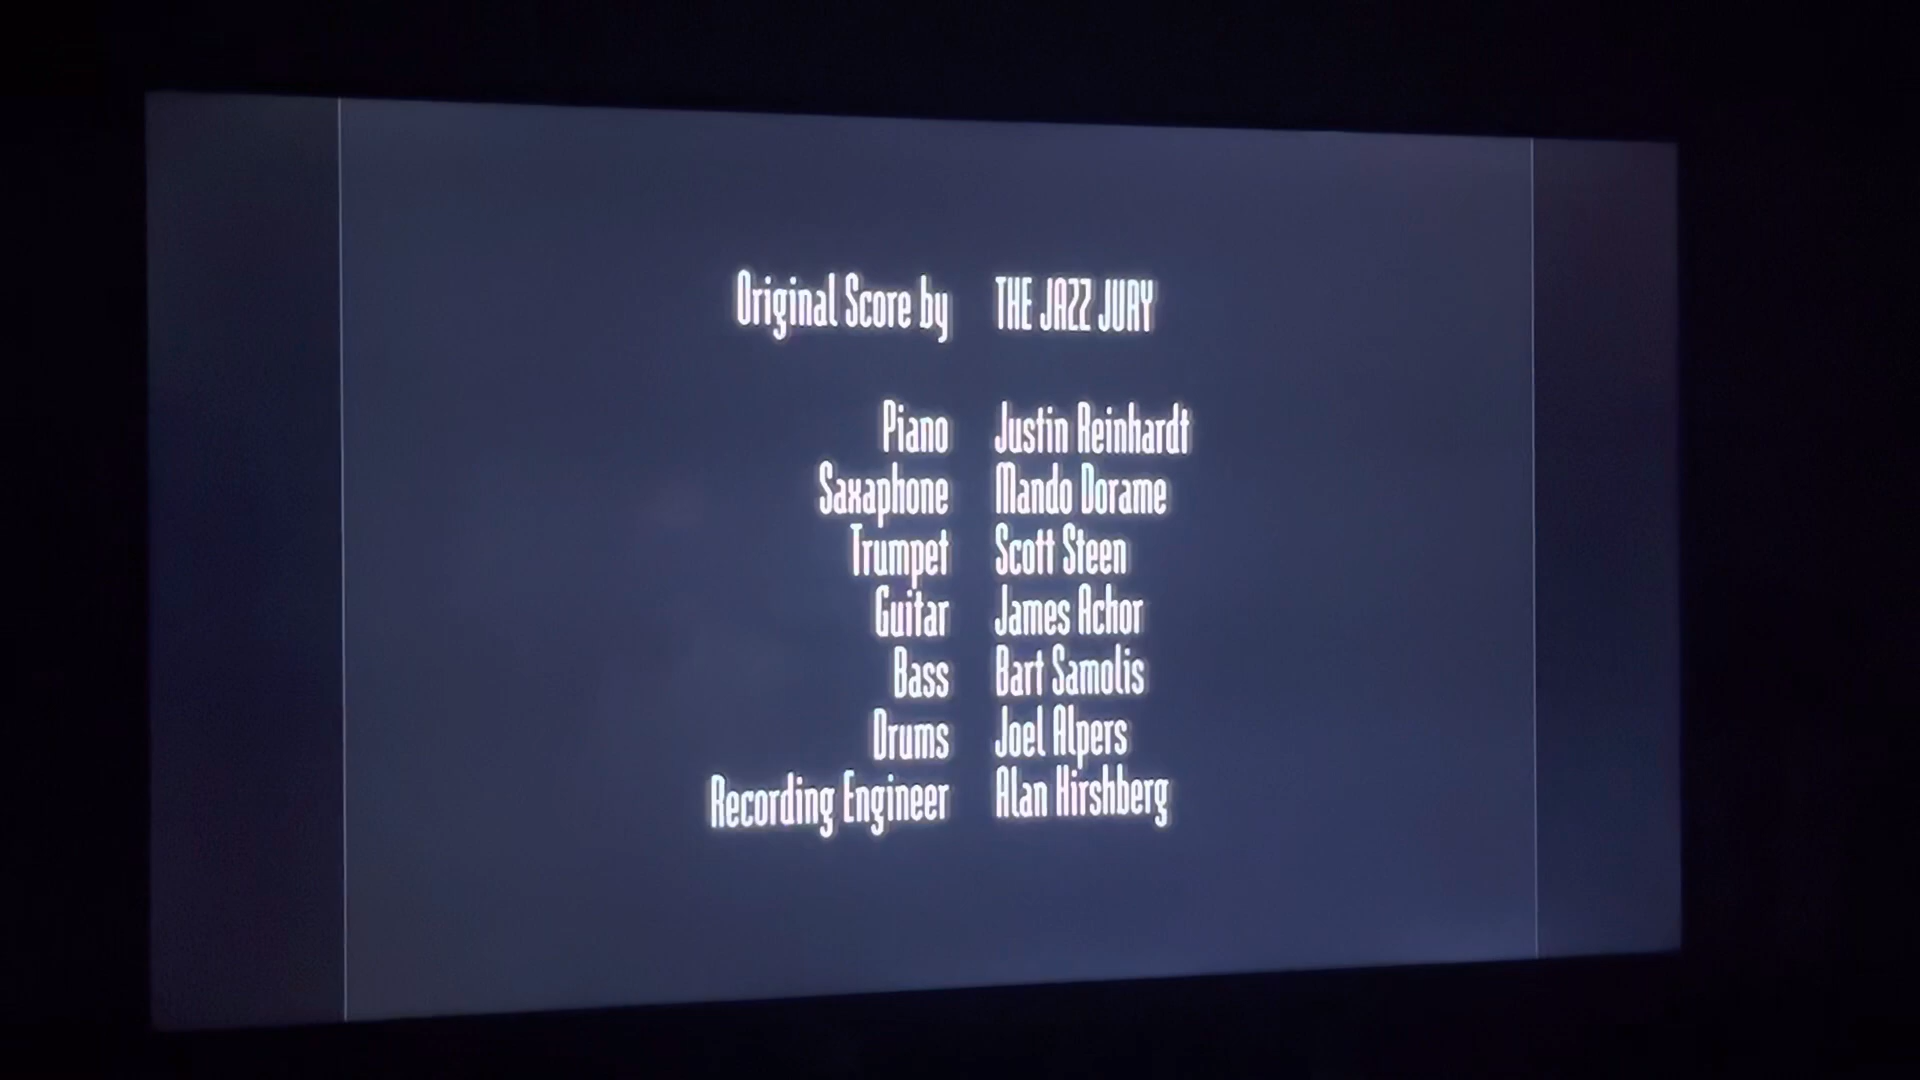 Original Score by THE JAZZ JURY
Piano Justin Reinhardt
Saxaphone Mando Dorame
Trumpet Scott Steen
Guitar James Achor
Bass Bart Samolis
Drums Joel Alpers
Recording Engineer Alan Hirshberg